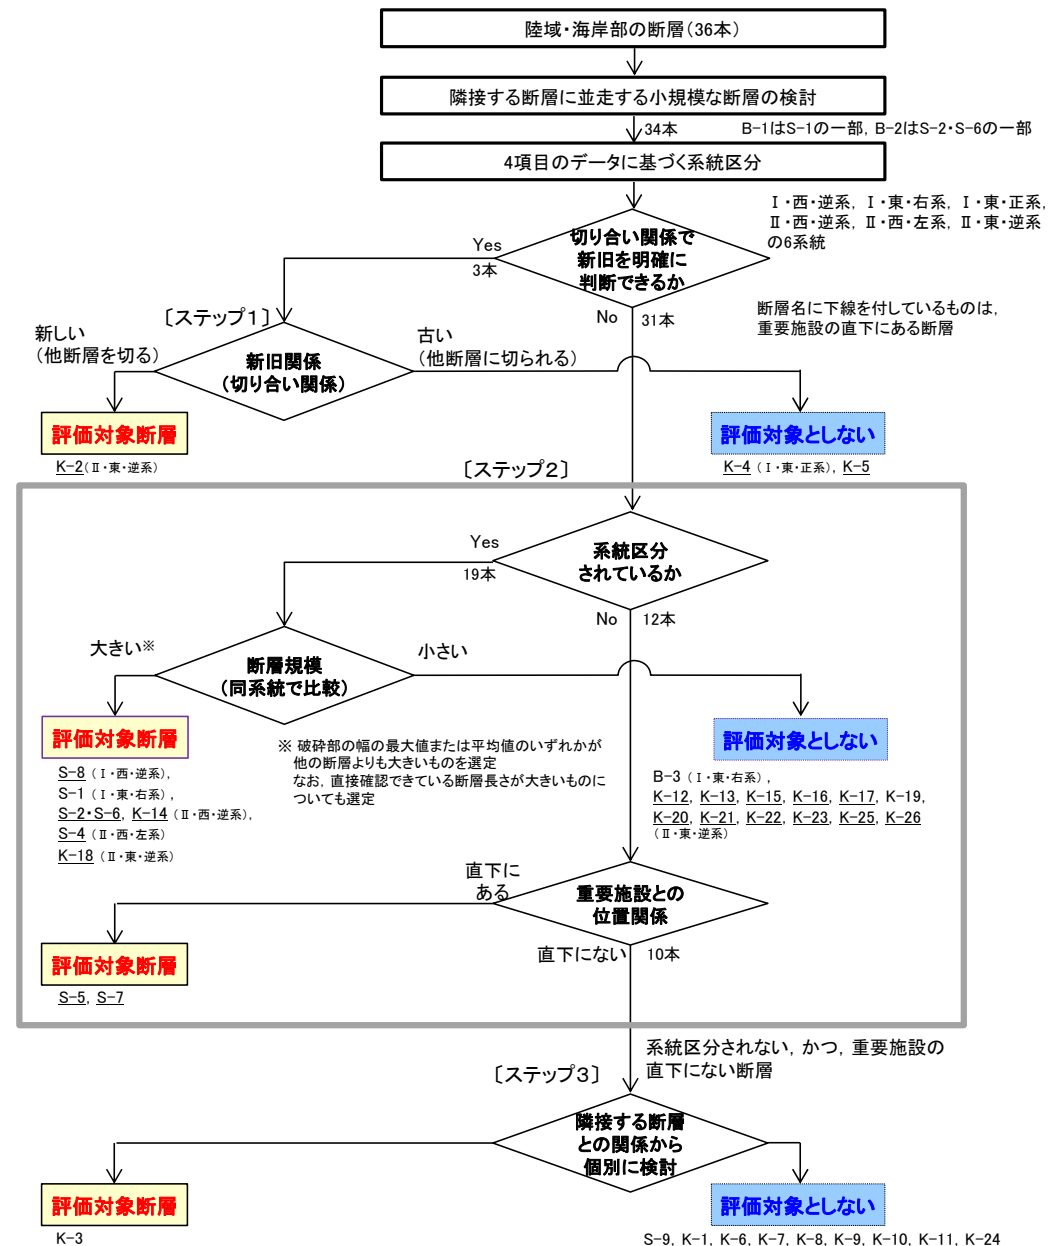 陸域・海岸部の断層(36本)
隣接する断層に並走する小規模な断層の検討
34本
B-1はS-1の一部, B-2はS-2・S-6の一部
4項目のデータに基づく系統区分
Ⅰ・西・逆系, Ⅰ・東・右系, Ⅰ・東・正系,
Ⅱ・西・逆系, Ⅱ・西・左系, Ⅱ・東・逆系
の6系統
切り合い関係で
新旧を明確に
判断できるか
Yes
3本
No
31本
断層名に下線を付しているものは,
重要施設の直下にある断層
〔ステップ1〕
新しい
(他断層を切る)
古い
(他断層に切られる)
新旧関係
(切り合い関係)
評価対象断層
K-2(Ⅱ・東・逆系)
評価対象としない
K-4 (Ⅰ・東・正系), K-5
〔ステップ2〕
系統区分
されているか
Yes
19本
No
12本
大きい※
小さい
断層規模
(同系統で比較)
評価対象断層
S-8 (Ⅰ・西・逆系),
S-1 (Ⅰ・東・右系),
S-2・S-6, K-14 (Ⅱ・西・逆系),
S-4 (Ⅱ・西・左系)
K-18 (Ⅱ・東・逆系)
※ 破砕部の幅の最大値または平均値のいずれかが
他の断層よりも大きいものを選定
なお, 直接確認できている断層長さが大きいものに
ついても選定
評価対象としない
B-3 (Ⅰ・東・右系),
K-12, K-13, K-15, K-16, K-17, K-19,
K-20, K-21, K-22, K-23, K-25, K-26
(Ⅱ・東・逆系)
直下に
ある
重要施設との
位置関係
直下にない
10本
評価対象断層
S-5, S-7
系統区分されない, かつ, 重要施設の
直下にない断層
〔ステップ3〕
隣接する断層
との関係から
個別に検討
評価対象断層
K-3
評価対象としない
S-9, K-1, K-6, K-7, K-8, K-9, K-10, K-11, K-24